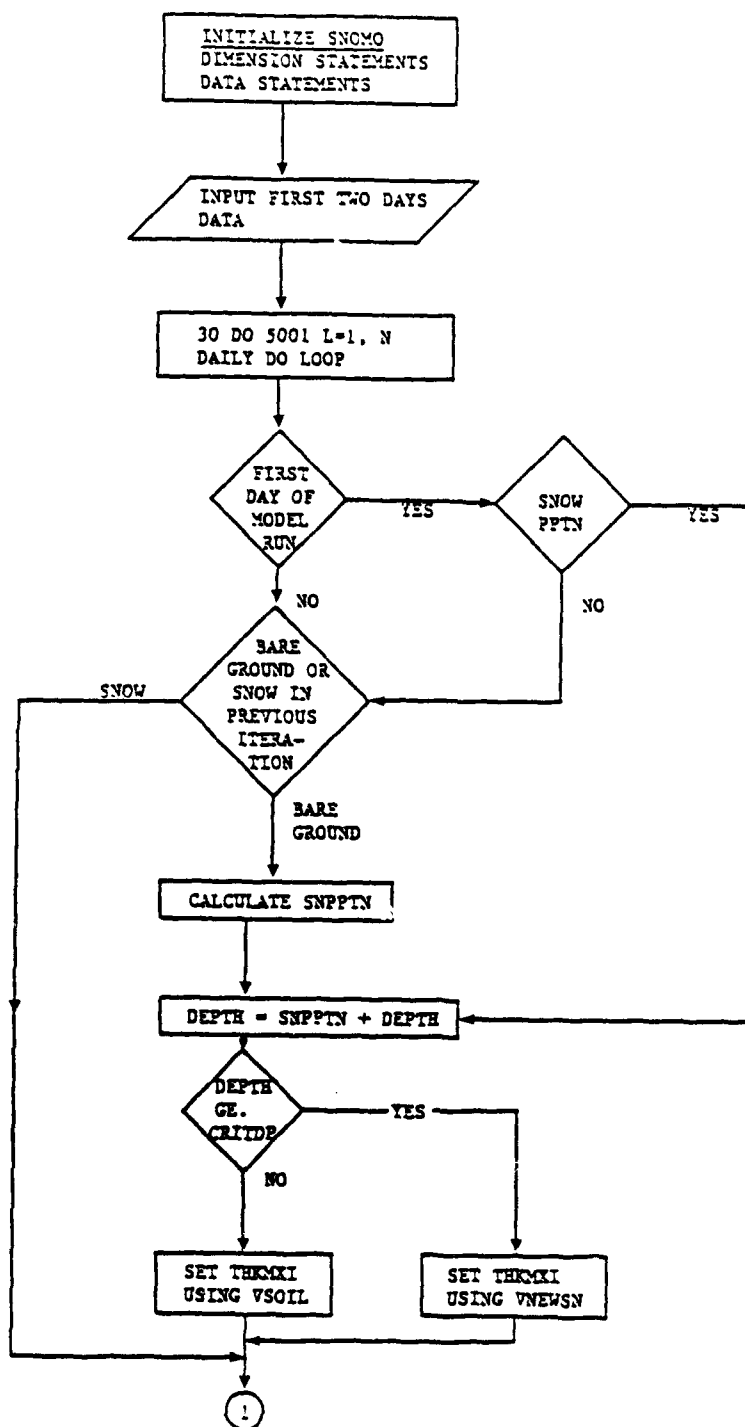 INITIALIZE SNOMO
DIMENSION STATEMENTS
DATA STATEMENTS
INPUT FIRST TWO DAYS
DATA
30 DO 5001 L=1, N
DAILY DO LOOP
FIRST
DAY OF
MODEL
RUN
YES
SNOW
PPTN
YES
NO
NO
BARE
GROUND OR
SNOW IN
PREVIOUS
ITERA-
TION
SNOW
BARE
GROUND
CALCULATE SNPPTN
DEPTH = SNPPTN + DEPTH
DEPTH
GE.
CRITDP
YES
NO
SET THKMXI
USING VSOIL
SET THKMXI
USING VNEWSN
1